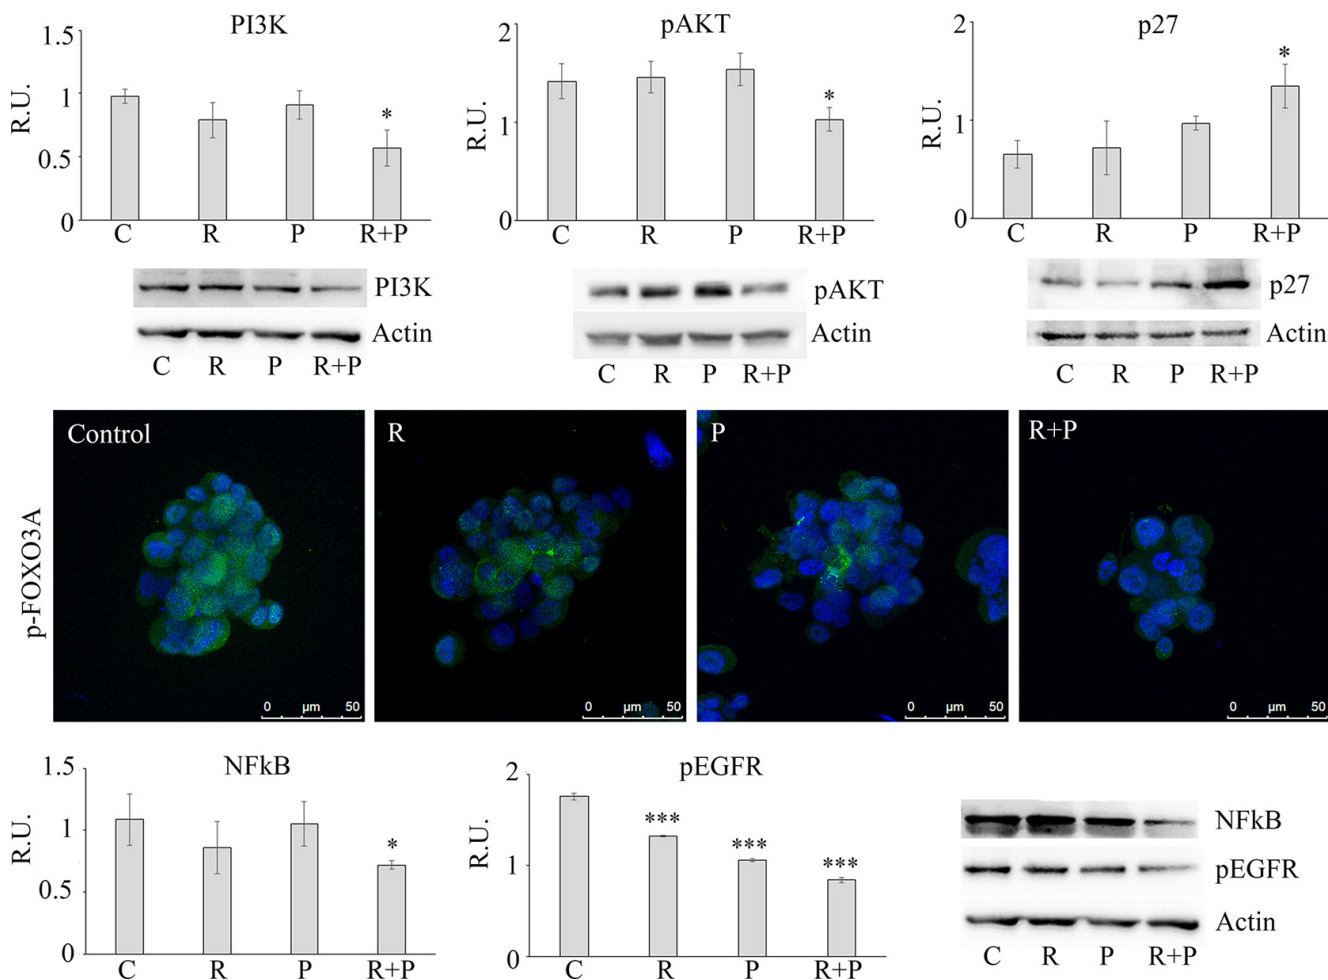 PI3K
1.5
1
0.5
0
R.U.
C R P R+P
pAKT
2
1
0
R.U.
C R P R+P
p27
2
1
0
R.U.
C R P R+P
PI3K
Actin
C R P R+P
pAKT
Actin
C R P R+P
p27
Actin
C R P R+P
p-FOXO3A
Control
0 µm 50
R
0 µm 50
P
0 µm 50
R+P
0 µm 50
NFkB
1.5
1
0.5
0
R.U.
*
C R P R+P
pEGFR
2
1
0
R.U.
*** *** ***
C R P R+P
NFkB
pEGFR
Actin
C R P R+P